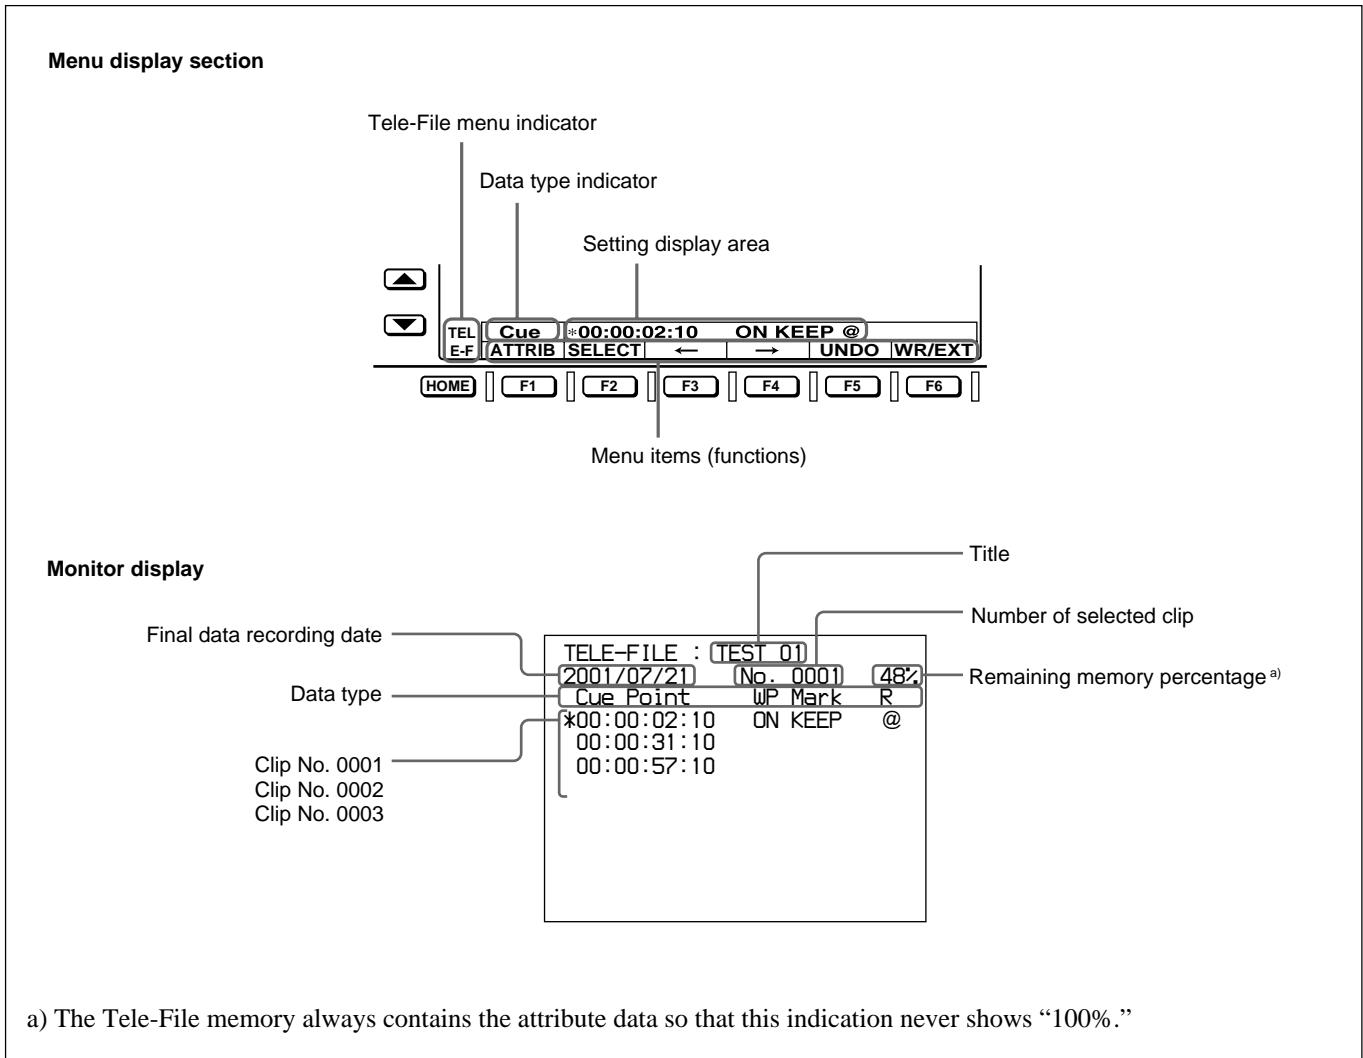 Menu display section
Tele-File menu indicator
Data type indicator
Setting display area
TEL Cue *00:00:02:10 ON KEEP @
E-F ATTRIB SELECT ← → UNDO WR/EXT
HOME F1 F2 F3 F4 F5 F6
Menu items (functions)
Monitor display
Title
Number of selected clip
Final data recording date
TELE-FILE : TEST 01
2001/07/21 No. 0001 48%
Remaining memory percentage a)
Data type
Cue Point WP Mark R
*00:00:02:10 ON KEEP @
00:00:31:10
00:00:57:10
Clip No. 0001
Clip No. 0002
Clip No. 0003
a) The Tele-File memory always contains the attribute data so that this indication never shows “100%.”